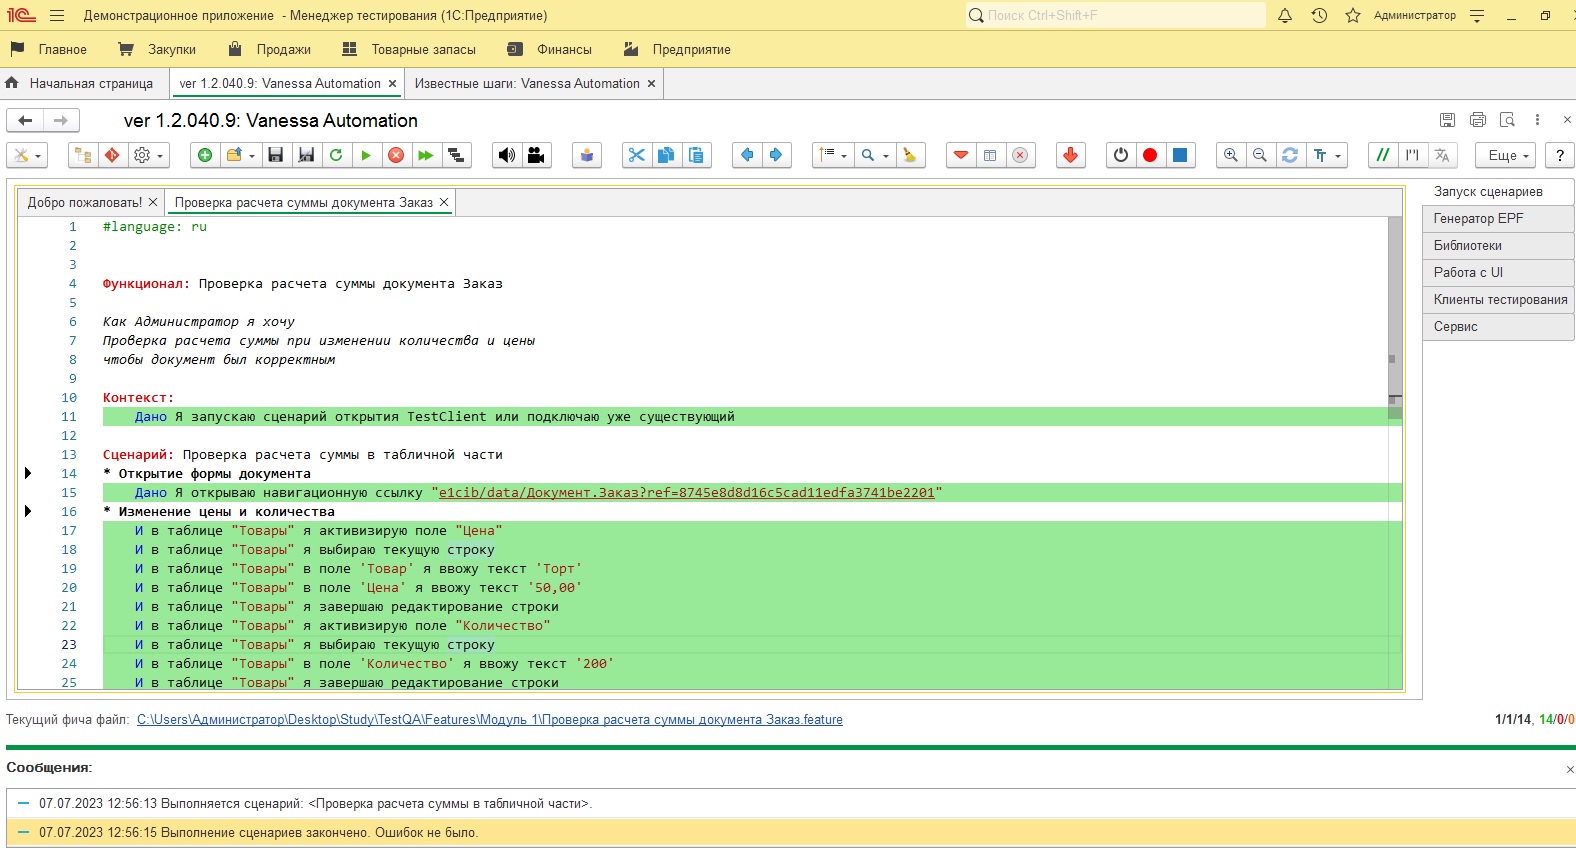 Демонстрационное приложение - Менеджер тестирования (1С:Предприятие)
Поиск Ctrl+Shift+F
Администратор
Главное
Закупки
Продажи
Товарные запасы
Финансы
Предприятие
Начальная страница
ver 1.2.040.9: Vanessa Automation ×
Известные шаги: Vanessa Automation ×
ver 1.2.040.9: Vanessa Automation
Еще
?
Добро пожаловать! ×
Проверка расчета суммы документа Заказ ×
1 #language: ru
2
3
4 Функционал: Проверка расчета суммы документа Заказ
5
6 Как Администратор я хочу
7 Проверка расчета суммы при изменении количества и цены
8 чтобы документ был корректным
9
10 Контекст:
11 Дано Я запускаю сценарий открытия TestClient или подключаю уже существующий
12
13 Сценарий: Проверка расчета суммы в табличной части
14 * Открытие формы документа
15 Дано Я открываю навигационную ссылку "e1cib/data/Документ.Заказ?ref=8745e8d8d16c5cad11edfa3741be2201"
16 * Изменение цены и количества
17 И в таблице "Товары" я активизирую поле "Цена"
18 И в таблице "Товары" я выбираю текущую строку
19 И в таблице "Товары" в поле 'Товар' я ввожу текст 'Торт'
20 И в таблице "Товары" в поле 'Цена' я ввожу текст '50,00'
21 И в таблице "Товары" я завершаю редактирование строки
22 И в таблице "Товары" я активизирую поле "Количество"
23 И в таблице "Товары" я выбираю текущую строку
24 И в таблице "Товары" в поле 'Количество' я ввожу текст '200'
25 И в таблице "Товары" я завершаю редактирование строки
Запуск сценариев
Генератор EPF
Библиотеки
Работа с UI
Клиенты тестирования
Сервис
Текущий фича файл: C:\Users\Администратор\Desktop\Study\TestQA\Features\Модуль 1\Проверка расчета суммы документа Заказ.feature
1/1/14, 14/0/0
Сообщения:
07.07.2023 12:56:13 Выполняется сценарий: <Проверка расчета суммы в табличной части>.
07.07.2023 12:56:15 Выполнение сценариев закончено. Ошибок не было.